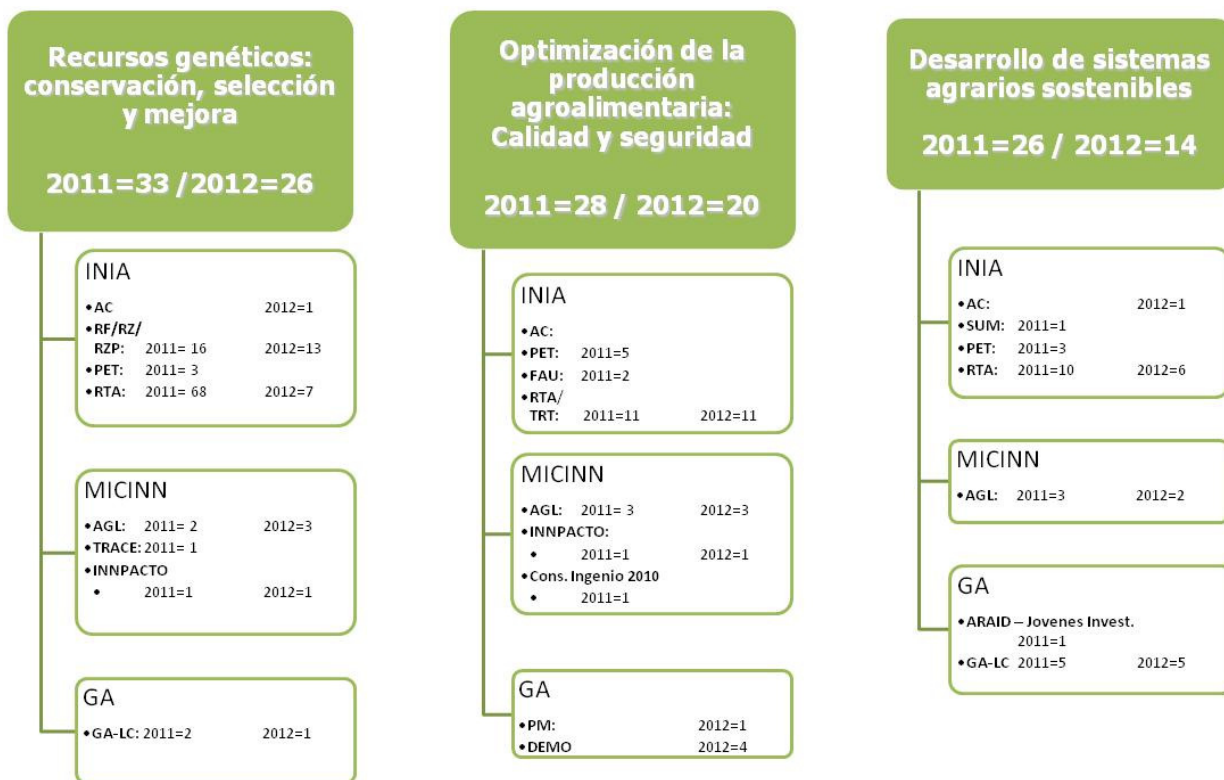 Recursos genéticos:
conservación, selección
y mejora
2011=33 /2012=26
INIA
•AC 2012=1
•RF/RZ/
RZP: 2011= 16 2012=13
•PET: 2011= 3
•RTA: 2011= 68 2012=7
MICINN
•AGL: 2011= 2 2012=3
•TRACE: 2011= 1
•INNPACTO
• 2011=1 2012=1
GA
•GA-LC: 2011=2 2012=1
Optimización de la
producción
agroalimentaria:
Calidad y seguridad
2011=28 / 2012=20
INIA
•AC:
•PET: 2011=5
•FAU: 2011=2
•RTA/
TRT: 2011=11 2012=11
MICINN
•AGL: 2011= 3 2012=3
•INNPACTO:
• 2011=1 2012=1
•Cons. Ingenio 2010
• 2011=1
GA
•PM: 2012=1
•DEMO 2012=4
Desarrollo de sistemas
agrarios sostenibles
2011=26 / 2012=14
INIA
•AC: 2012=1
•SUM: 2011=1
•PET: 2011=3
•RTA: 2011=10 2012=6
MICINN
•AGL: 2011=3 2012=2
GA
•ARAID – Jovenes Invest.
2011=1
•GA-LC 2011=5 2012=5